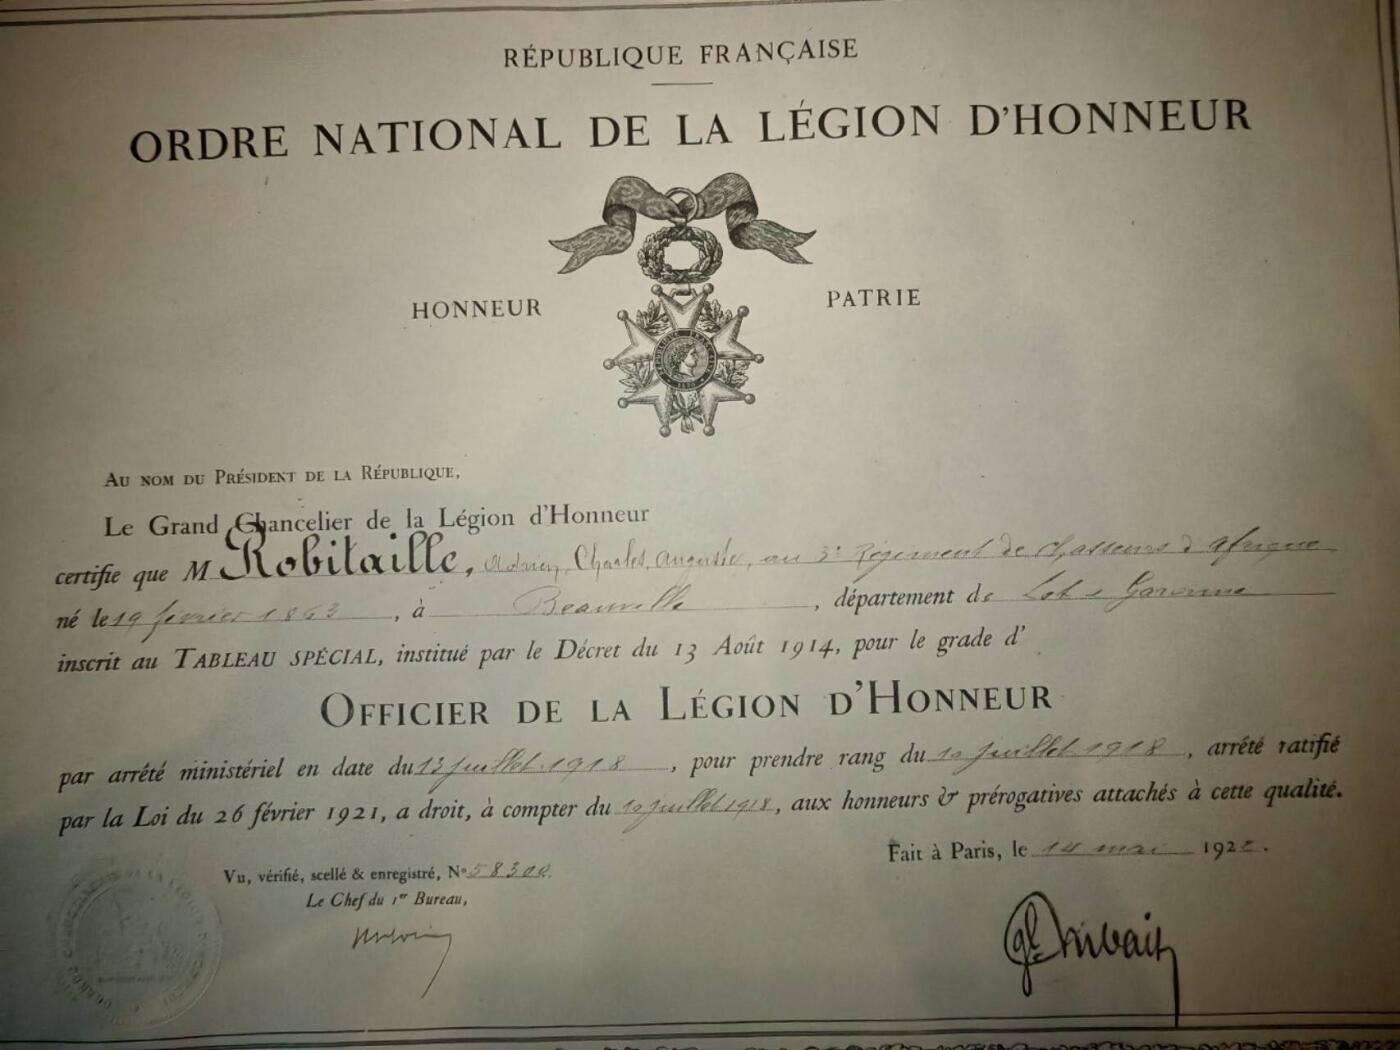 RÉPUBLIQUE FRANÇAISE
ORDRE NATIONAL DE LA LÉGION D'HONNEUR
HONNEUR PATRIE
AU NOM DU PRÉSIDENT DE LA RÉPUBLIQUE,
Le Grand Chancelier de la Légion d'Honneur
certifie que M Robitaille, Adrien, Charles, Auguste, au 3e Régiment de Chasseurs d'Afrique
né le 19 février 1863, à Beauville, département de Lot & Garonne
inscrit au TABLEAU SPÉCIAL, institué par le Décret du 13 Août 1914, pour le grade d'
OFFICIER DE LA LÉGION D'HONNEUR
par arrêté ministériel en date du 13 juillet 1918, pour prendre rang du 10 juillet 1918, arrêté ratifié
par la Loi du 26 février 1921, a droit, à compter du 10 juillet 1918, aux honneurs & prérogatives attachés à cette qualité.
Fait à Paris, le 14 mai 1922.
Vu, vérifié, scellé & enregistré, N° 58300
Le Chef du 1er Bureau,